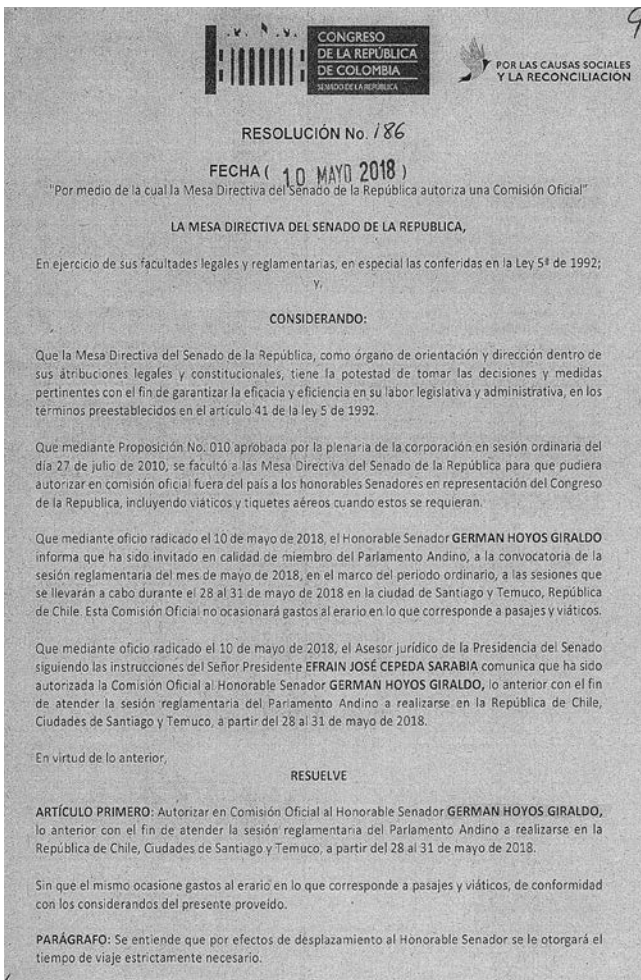 9
CONGRESO
DE LA REPÚBLICA
DE COLOMBIA
SENADO DE LA REPÚBLICA
POR LAS CAUSAS SOCIALES
Y LA RECONCILIACIÓN
RESOLUCIÓN No. 186
FECHA ( 10 MAYO 2018 )
"Por medio de la cual la Mesa Directiva del Senado de la República autoriza una Comisión Oficial"
LA MESA DIRECTIVA DEL SENADO DE LA REPUBLICA,
En ejercicio de sus facultades legales y reglamentarias, en especial las conferidas en la Ley 5ª de 1992;
y,
CONSIDERANDO:
Que la Mesa Directiva del Senado de la República, como órgano de orientación y dirección dentro de
sus atribuciones legales y constitucionales, tiene la potestad de tomar las decisiones y medidas
pertinentes con el fin de garantizar la eficacia y eficiencia en su labor legislativa y administrativa, en los
términos preestablecidos en el artículo 41 de la ley 5 de 1992.
Que mediante Proposición No. 010 aprobada por la plenaria de la corporación en sesión ordinaria del
día 27 de julio de 2010, se facultó a las Mesa Directiva del Senado de la República para que pudiera
autorizar en comisión oficial fuera del país a los honorables Senadores en representación del Congreso
de la Republica, incluyendo viáticos y tiquetes aéreos cuando estos se requieran.
Que mediante oficio radicado el 10 de mayo de 2018, el Honorable Senador GERMAN HOYOS GIRALDO
informa que ha sido invitado en calidad de miembro del Parlamento Andino, a la convocatoria de la
sesión reglamentaria del mes de mayo de 2018, en el marco del periodo ordinario, a las sesiones que
se llevarán a cabo durante el 28 al 31 de mayo de 2018 en la ciudad de Santiago y Temuco, República
de Chile. Esta Comisión Oficial no ocasionará gastos al erario en lo que corresponde a pasajes y viáticos.
Que mediante oficio radicado el 10 de mayo de 2018, el Asesor jurídico de la Presidencia del Senado
siguiendo las instrucciones del Señor Presidente EFRAIN JOSÉ CEPEDA SARABIA comunica que ha sido
autorizada la Comisión Oficial al Honorable Senador GERMAN HOYOS GIRALDO, lo anterior con el fin
de atender la sesión reglamentaria del Parlamento Andino a realizarse en la República de Chile,
Ciudades de Santiago y Temuco, a partir del 28 al 31 de mayo de 2018.
En virtud de lo anterior,
RESUELVE
ARTÍCULO PRIMERO: Autorizar en Comisión Oficial al Honorable Senador GERMAN HOYOS GIRALDO,
lo anterior con el fin de atender la sesión reglamentaria del Parlamento Andino a realizarse en la
República de Chile, Ciudades de Santiago y Temuco, a partir del 28 al 31 de mayo de 2018.
Sin que el mismo ocasione gastos al erario en lo que corresponde a pasajes y viáticos, de conformidad
con los considerandos del presente proveído.
PARÁGRAFO: Se entiende que por efectos de desplazamiento al Honorable Senador se le otorgará el
tiempo de viaje estrictamente necesario.